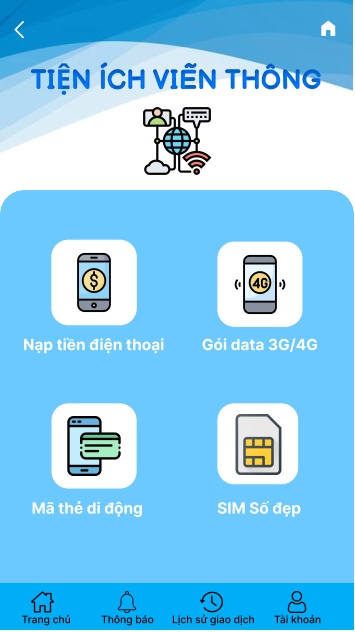 TIỆN ÍCH VIỄN THÔNG
$
4G
Nạp tiền điện thoại
Gói data 3G/4G
Mã thẻ di động
SIM Số đẹp
Trang chủ
Thông báo
Lịch sử giao dịch
Tài khoản